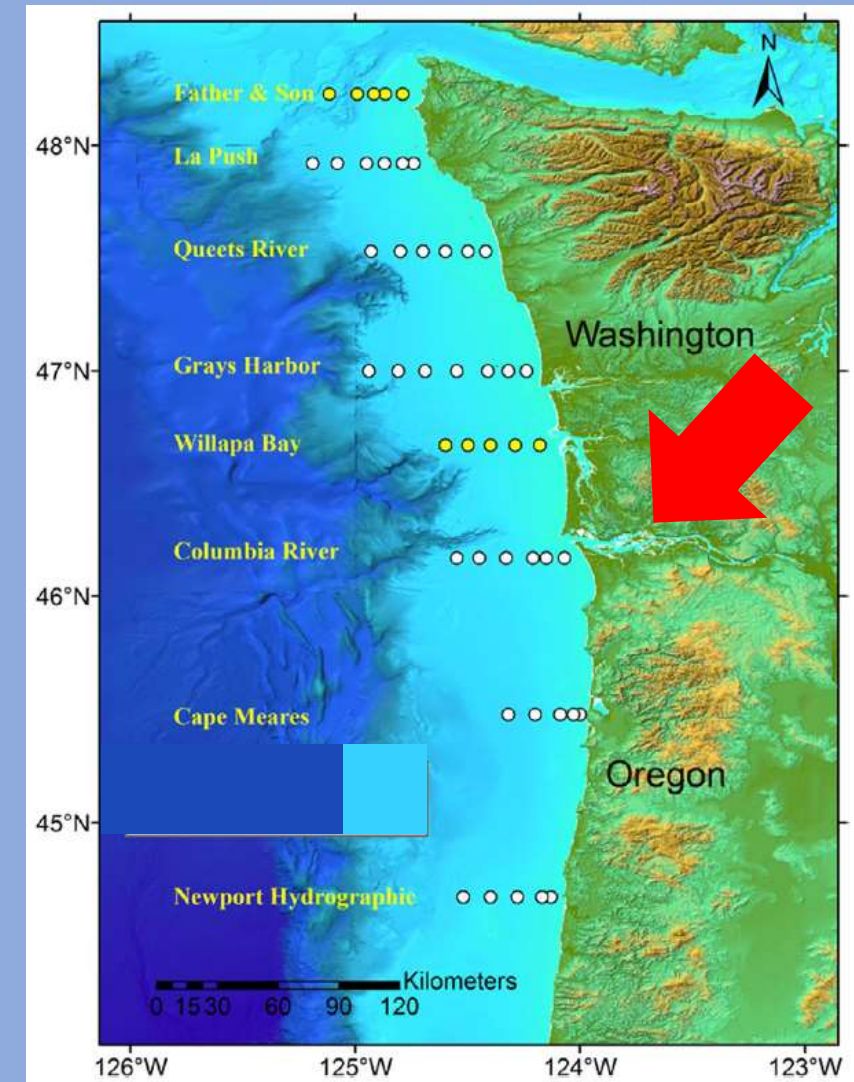 N
Father & Son
48°N
La Push
Queets River
Washington
47°N
Grays Harbor
Willapa Bay
Columbia River
46°N
Cape Meares
Oregon
45°N
Newport Hydrographic
Kilometers
0 15 30 60 90 120
126°W 125°W 124°W 123°W